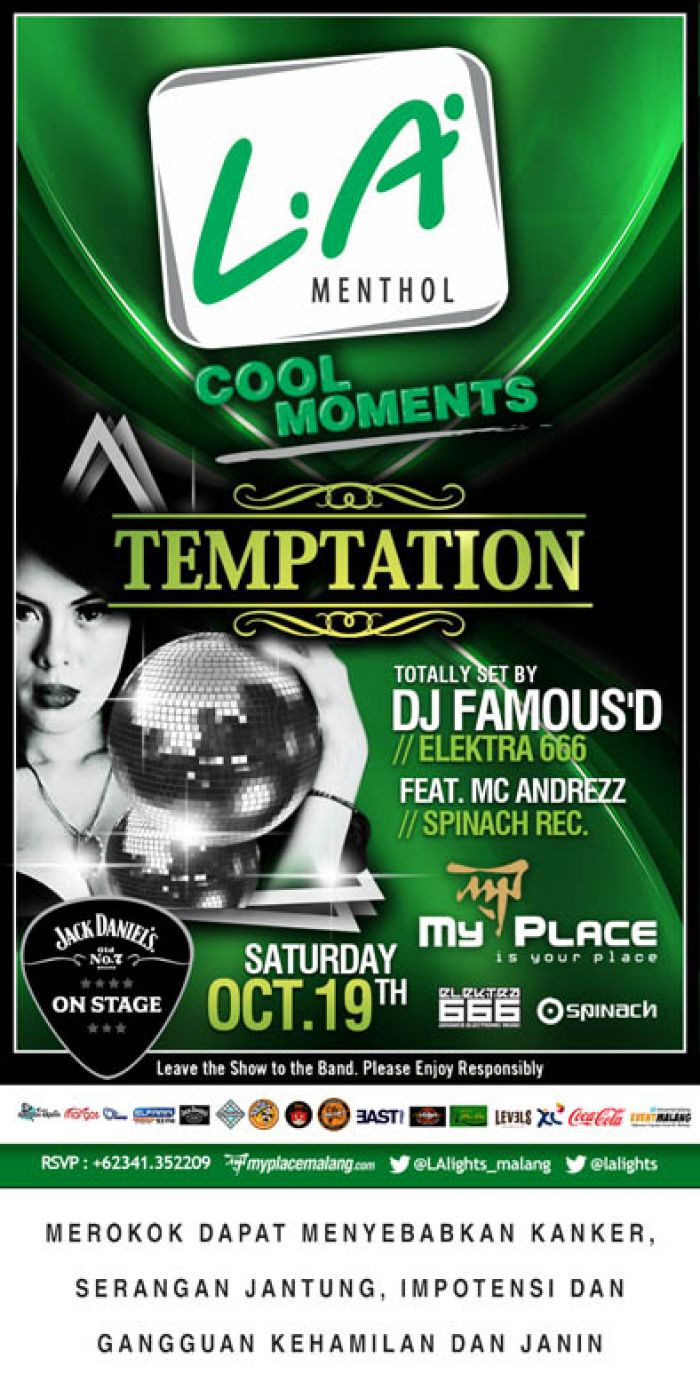 L.A
MENTHOL
COOL
MOMENTS
TEMPTATION
TOTALLY SET BY
DJ FAMOUS'D
// ELEKTRA 666
FEAT. MC ANDREZZ
// SPINACH REC.
MY PLACE
is your place
JACK DANIEL'S
Old
No.7
ON STAGE
SATURDAY
OCT.19TH
ELEKTRA
666
SPINACH
Leave the Show to the Band. Please Enjoy Responsibly
EAST LEVELS XL Coca-Cola EVENTMALANG
RSVP : +62341.352209 myplacemalang.com @LAlights_malang @lalights
MEROKOK DAPAT MENYEBABKAN KANKER,
SERANGAN JANTUNG, IMPOTENSI DAN
GANGGUAN KEHAMILAN DAN JANIN